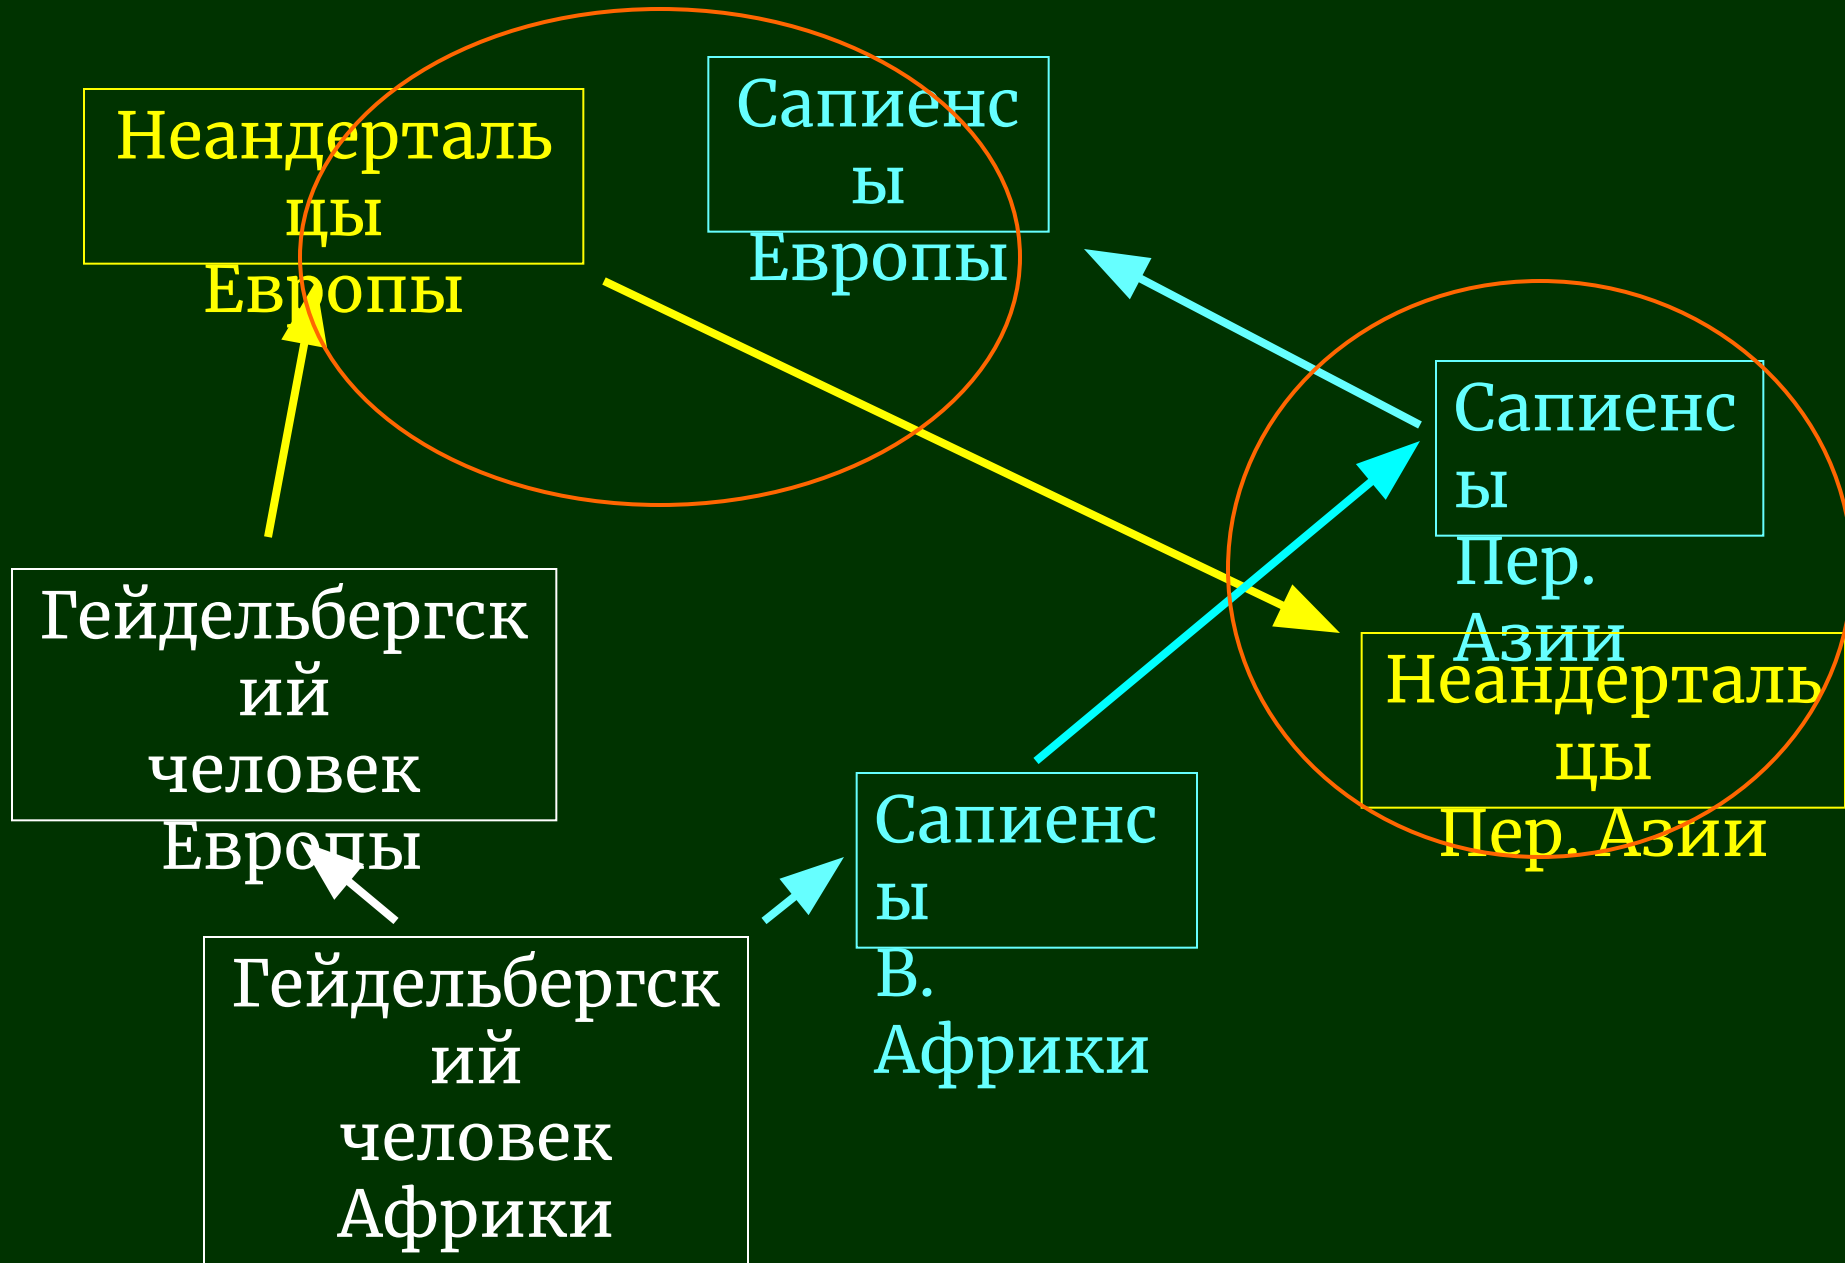 Неандерталь
цы
Европы
Сапиенс
ы
Европы
Сапиенс
ы
Пер.
Азии
Неандерталь
цы
Пер. Азии
Гейдельбергск
ий
человек
Европы
Сапиенс
ы
В.
Африки
Гейдельбергск
ий
человек
Африки